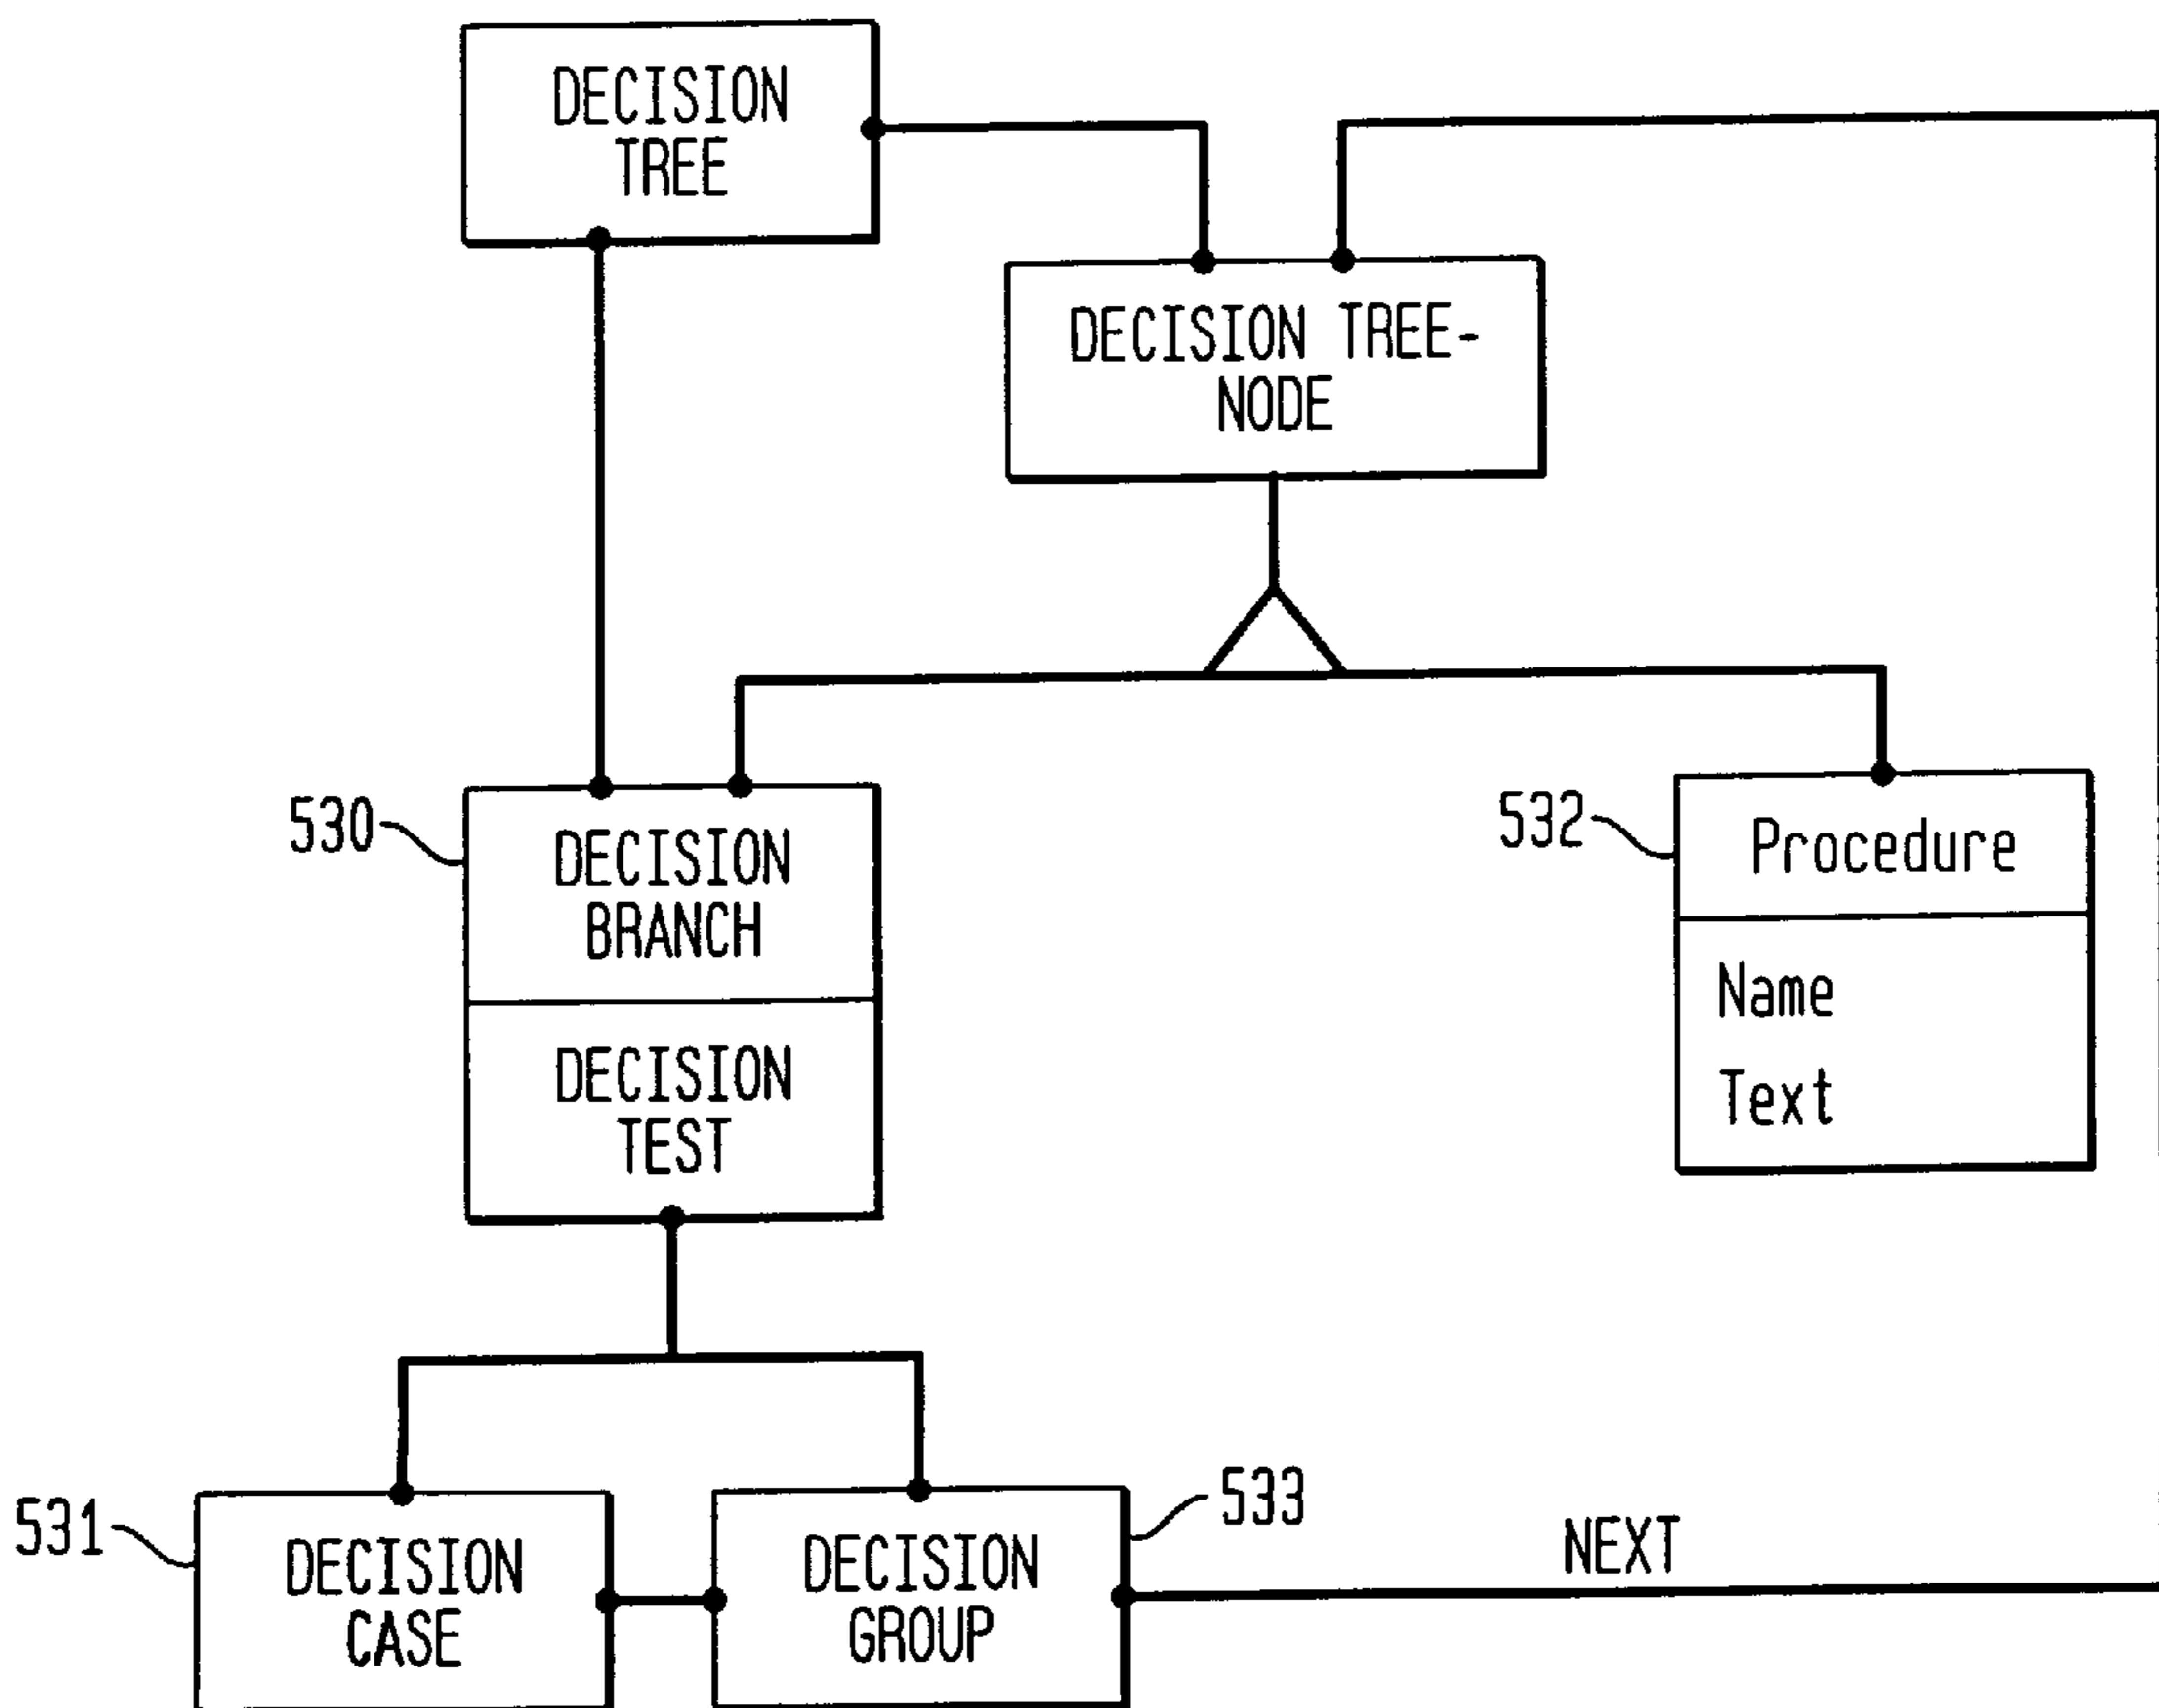 DECISION
TREE
DECISION TREE-
NODE
530
DECISION
BRANCH
DECISION
TEST
532
Procedure
Name
Text
531
DECISION
CASE
533
DECISION
GROUP
NEXT